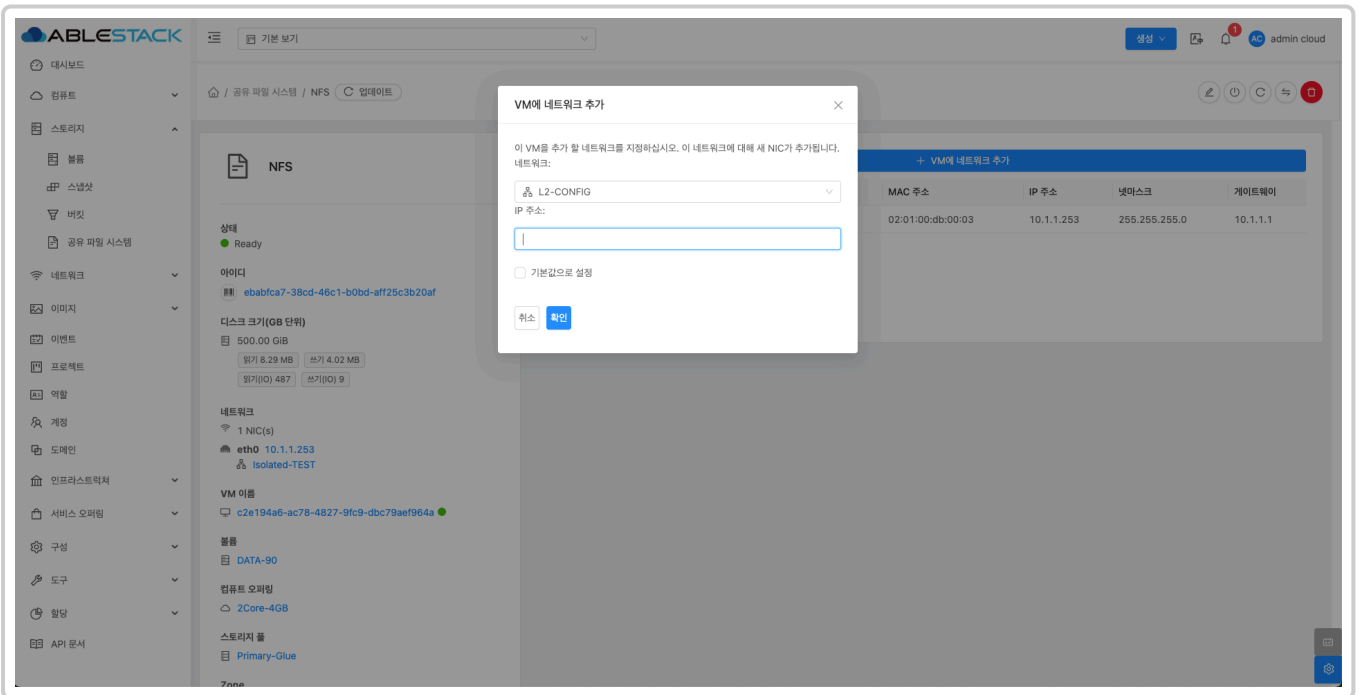 ABLESTACK
기본 보기
생성
1
AC
admin cloud
대시보드
컴퓨트
스토리지
볼륨
스냅샷
버킷
공유 파일 시스템
네트워크
이미지
이벤트
프로젝트
역할
계정
도메인
인프라스트럭쳐
서비스 오퍼링
구성
도구
할당
API 문서
/ 공유 파일 시스템 / NFS
업데이트
NFS
상태
Ready
아이디
ebabfca7-38cd-46c1-b0bd-aff25c3b20af
디스크 크기(GB 단위)
500.00 GiB
읽기 8.29 MB
쓰기 4.02 MB
읽기(IO) 487
쓰기(IO) 9
네트워크
1 NIC(s)
eth0 10.1.1.253
Isolated-TEST
VM 이름
c2e194a6-ac78-4827-9fc9-dbc79aef964a
볼륨
DATA-90
컴퓨트 오퍼링
2Core-4GB
스토리지 풀
Primary-Glue
Zone
VM에 네트워크 추가
이 VM을 추가 할 네트워크를 지정하십시오. 이 네트워크에 대해 새 NIC가 추가됩니다.
네트워크:
L2-CONFIG
IP 주소:
기본값으로 설정
취소
확인
+ VM에 네트워크 추가
MAC 주소 IP 주소 넷마스크 게이트웨이
02:01:00:db:00:03 10.1.1.253 255.255.255.0 10.1.1.1